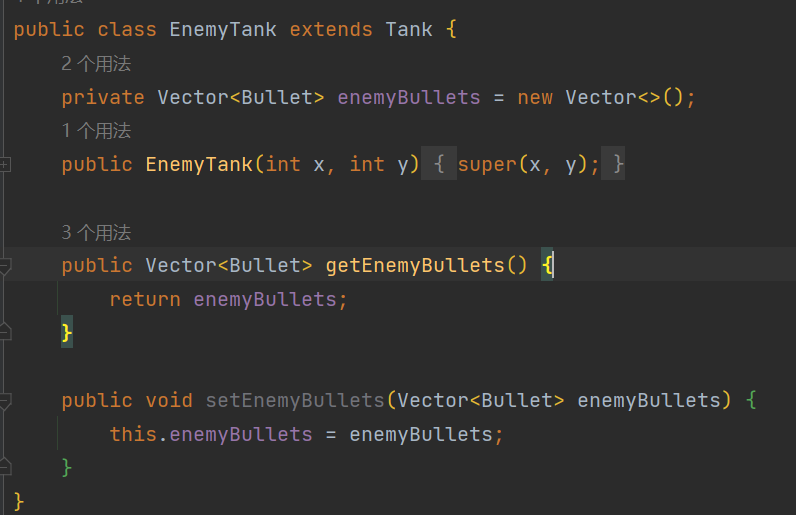 public class EnemyTank extends Tank {
2 个用法
private Vector<Bullet> enemyBullets = new Vector<>();
1 个用法
public EnemyTank(int x, int y) { super(x, y); }
3 个用法
public Vector<Bullet> getEnemyBullets() {
return enemyBullets;
}
public void setEnemyBullets(Vector<Bullet> enemyBullets) {
this.enemyBullets = enemyBullets;
}
}